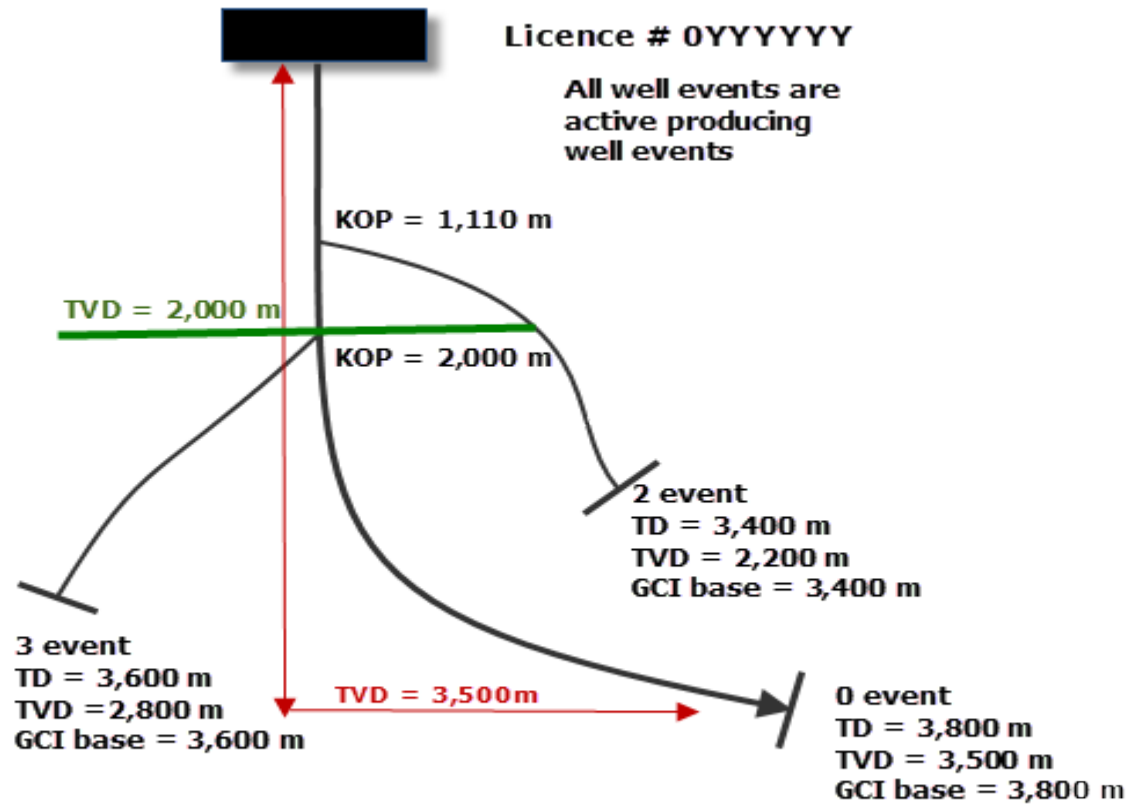 Licence # 0YYYYYY
All well events are
active producing
well events
KOP = 1,110 m
TVD = 2,000 m
KOP = 2,000 m
2 event
TD = 3,400 m
TVD = 2,200 m
GCI base = 3,400 m
3 event
TD = 3,600 m
TVD =2,800 m
GCI base = 3,600 m
TVD = 3,500m
0 event
TD = 3,800 m
TVD = 3,500 m
GCI base = 3,800 m